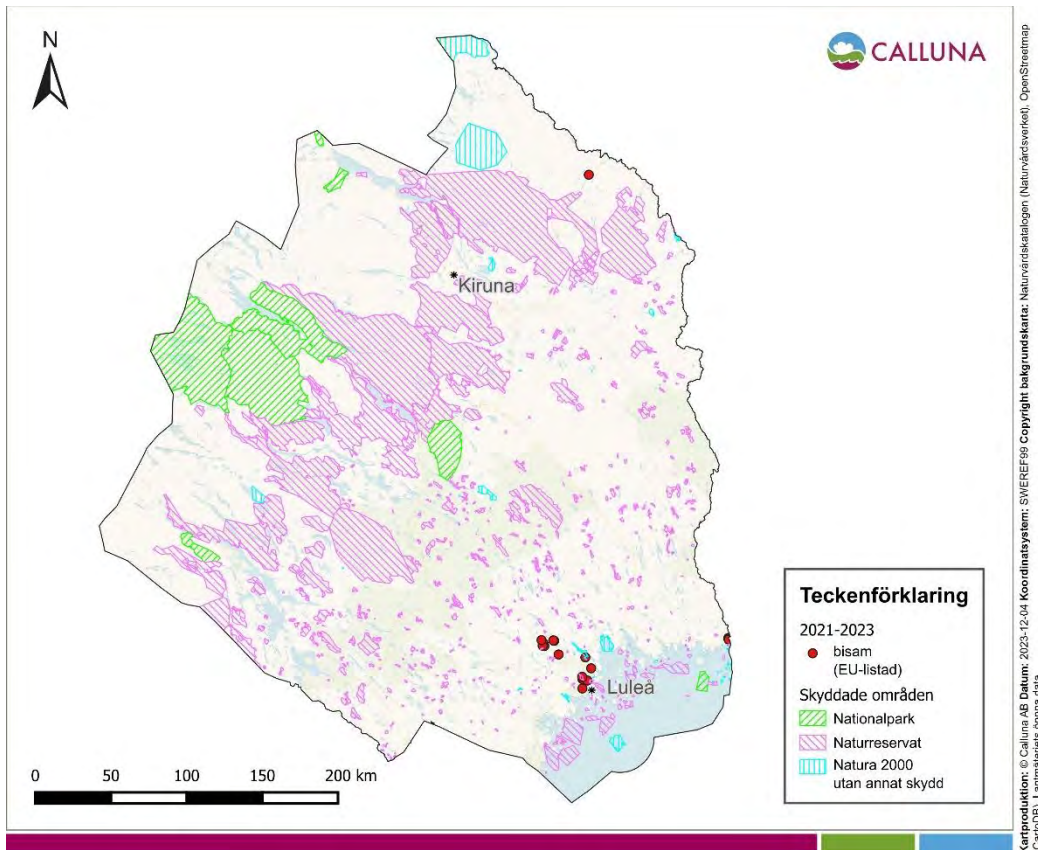 N
CALLUNA
Kiruna
Luleå
Teckenförklaring
2021-2023
bisam
(EU-listad)
Skyddade områden
Nationalpark
Naturreservat
Natura 2000
utan annat skydd
0 50 100 150 200 km
Kartproduktion: © Calluna AB Datum: 2023-12-04 Koordinatsystem: SWEREF99 Copyright bakgrundskarta: Naturvårdskatalogen (Naturvårdsverket), OpenStreetmap